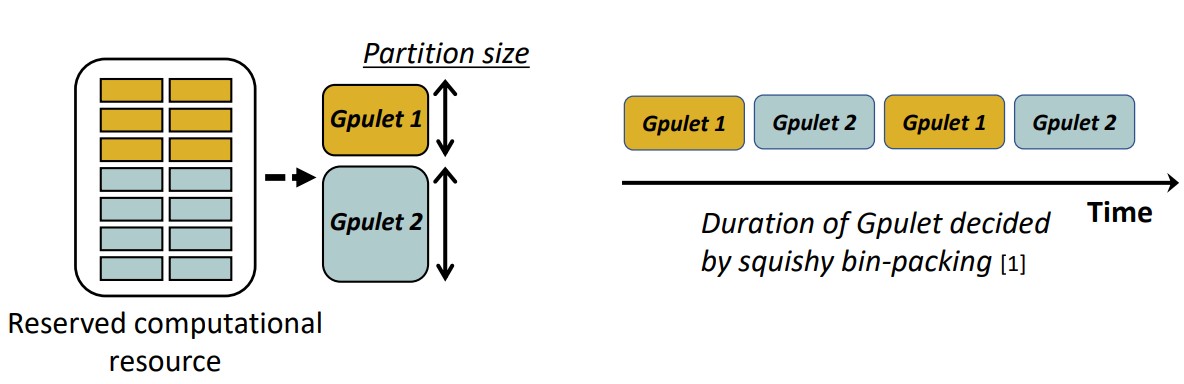 Partition size
Gpulet 1
Gpulet 2
Reserved computational
resource
Gpulet 1
Gpulet 2
Gpulet 1
Gpulet 2
Time
Duration of Gpulet decided
by squishy bin-packing [1]